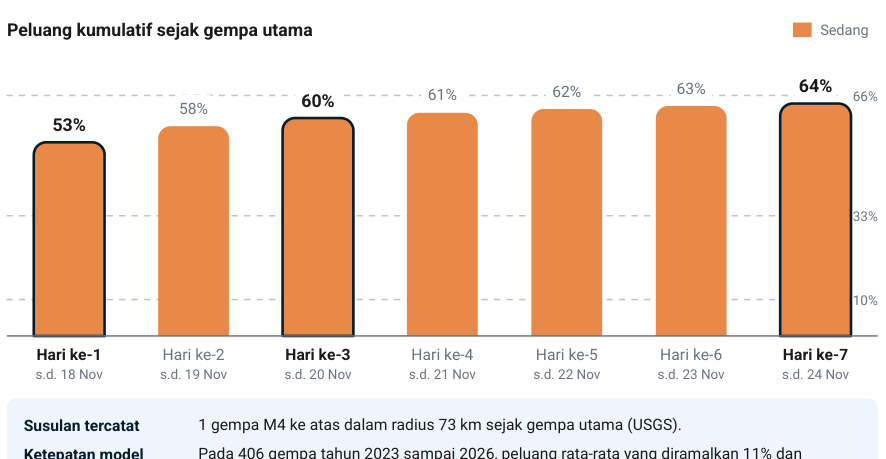 Peluang kumulatif sejak gempa utama
Sedang
53% 58% 60% 61% 62% 63% 64%
66%
33%
10%
Hari ke-1 Hari ke-2 Hari ke-3 Hari ke-4 Hari ke-5 Hari ke-6 Hari ke-7
s.d. 18 Nov s.d. 19 Nov s.d. 20 Nov s.d. 21 Nov s.d. 22 Nov s.d. 23 Nov s.d. 24 Nov
Susulan tercatat 1 gempa M4 ke atas dalam radius 73 km sejak gempa utama (USGS).
Ketepatan model Pada 406 gempa tahun 2023 sampai 2026, peluang rata-rata yang diramalkan 11% dan